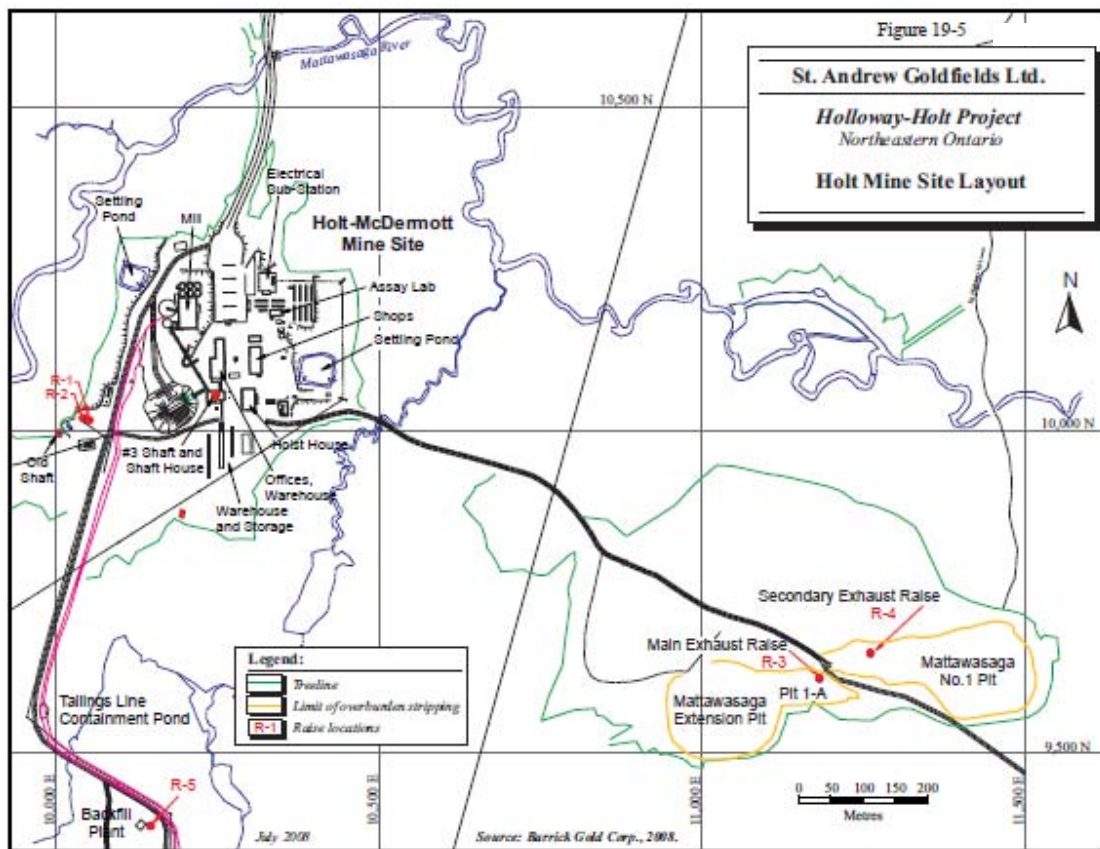 Figure 19-5
St. Andrew Goldfields Ltd.
Holloway-Holt Project
Northeastern Ontario
Holt Mine Site Layout
Mattawasaga River
10,500 N
Electrical
Sub-Station
Settling
Pond
Mill
Holt-McDermott
Mine Site
N
Assay Lab
Shops
Settling Pond
R-1
R-2
10,000 N
Old
Shaft
#3 Shaft and
Shaft House
Hoist House
Offices,
Warehouse
Warehouse
and Storage
Secondary Exhaust Raise
R-4
Main Exhaust Raise
R-3
Mattawasaga
No.1 Pit
Pit 1-A
Mattawasaga
Extension Pit
Legend:
Treeline
Limit of overburden stripping
R-1 Raise locations
Tailings Line
Containment Pond
9,500 N
10,000 E
10,500 E
11,000 E
11,500 E
R-5
Backfill
Plant
0 50 100 150 200
Metres
July 2008
Source: Barrick Gold Corp., 2008.